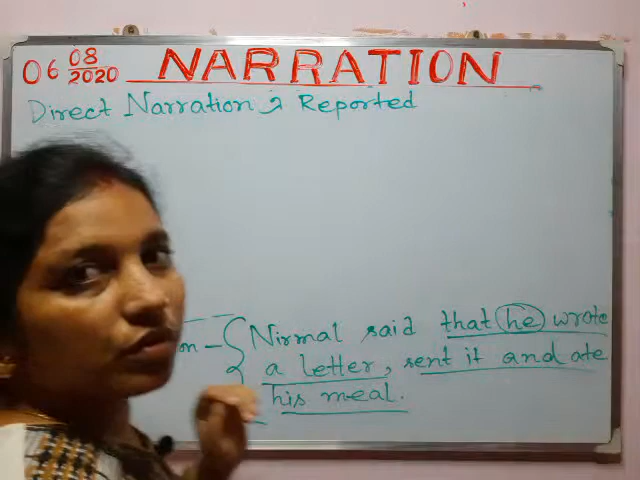 06 08/2020 NARRATION
Direct Narration Reported
on - { Nirmal said that he wrote
a letter, sent it and ate
his meal.